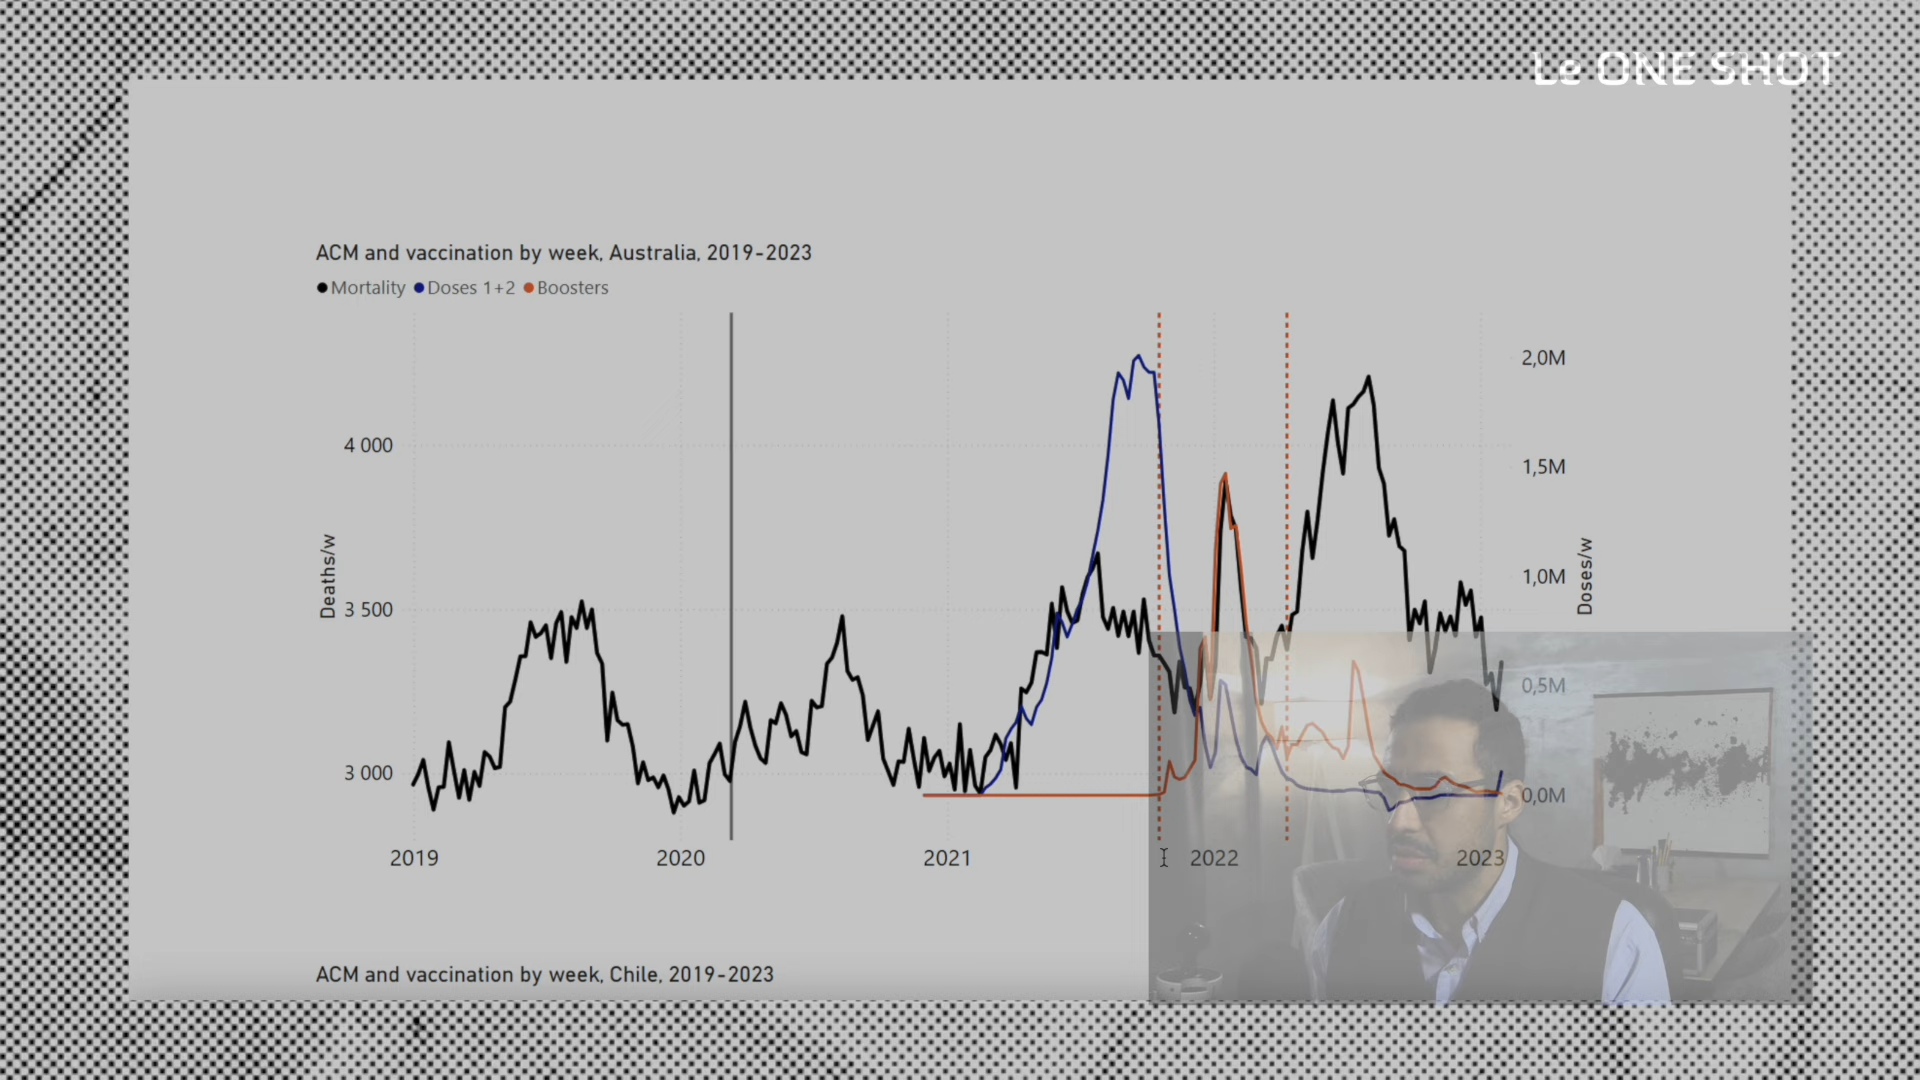 Le ONE SHOT
ACM and vaccination by week, Australia, 2019-2023
Mortality Doses 1+2 Boosters
2,0M
4 000
1,5M
Deaths/w
Doses/w
1,0M
3 500
0,5M
3 000
0,0M
2019 2020 2021 2022 2023
ACM and vaccination by week, Chile, 2019-2023